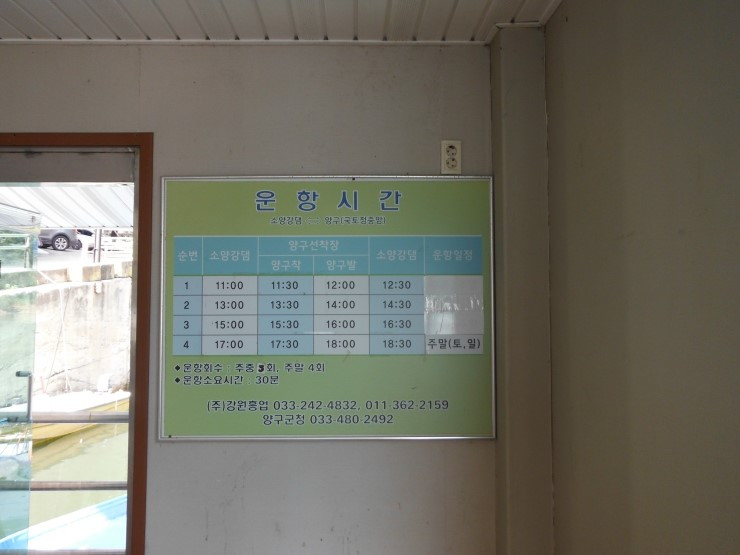 운항시간
소양강댐 ↔ 양구(국토정중앙)
순번 소양강댐 양구선착장 소양강댐 운항일정
양구착 양구발
1 11:00 11:30 12:00 12:30
2 13:00 13:30 14:00 14:30
3 15:00 15:30 16:00 16:30
4 17:00 17:30 18:00 18:30 주말(토,일)
●운항회수 : 주중3회, 주말 4회
●운항소요시간 : 30분
(주)강원흥업 033-242-4832, 011-362-2159
양구군청 033-480-2492